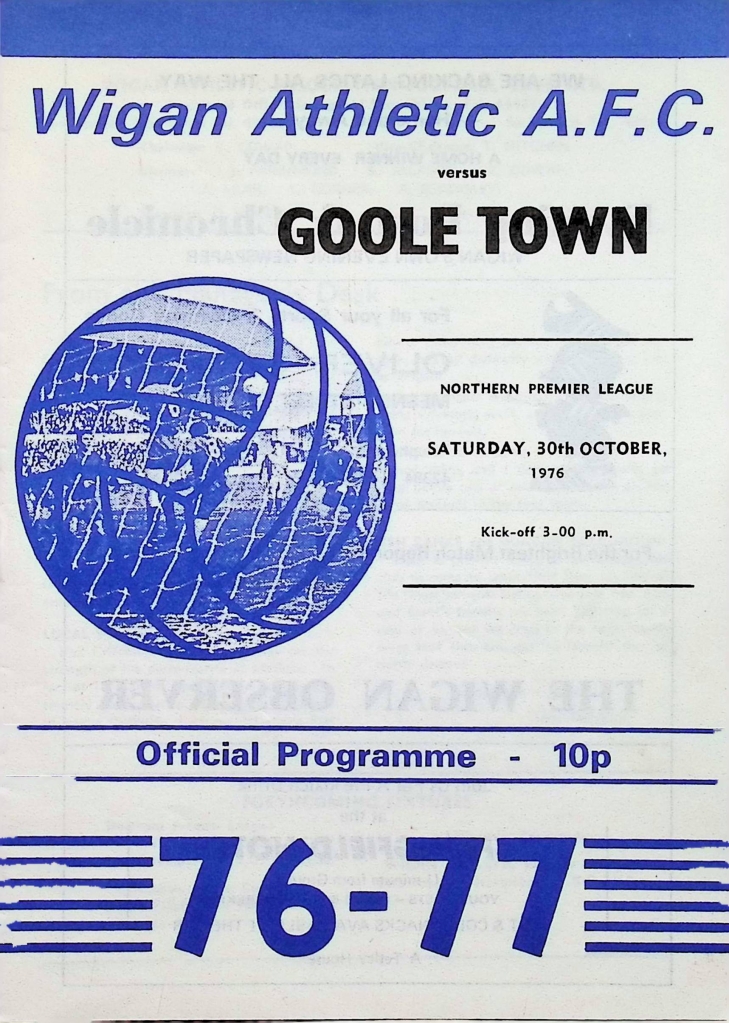 Wigan Athletic A.F.C.
versus
GOOLE TOWN
NORTHERN PREMIER LEAGUE
SATURDAY, 30th OCTOBER,
1976
Kick-off 3-00 p.m.
Official Programme - 10p
76-77